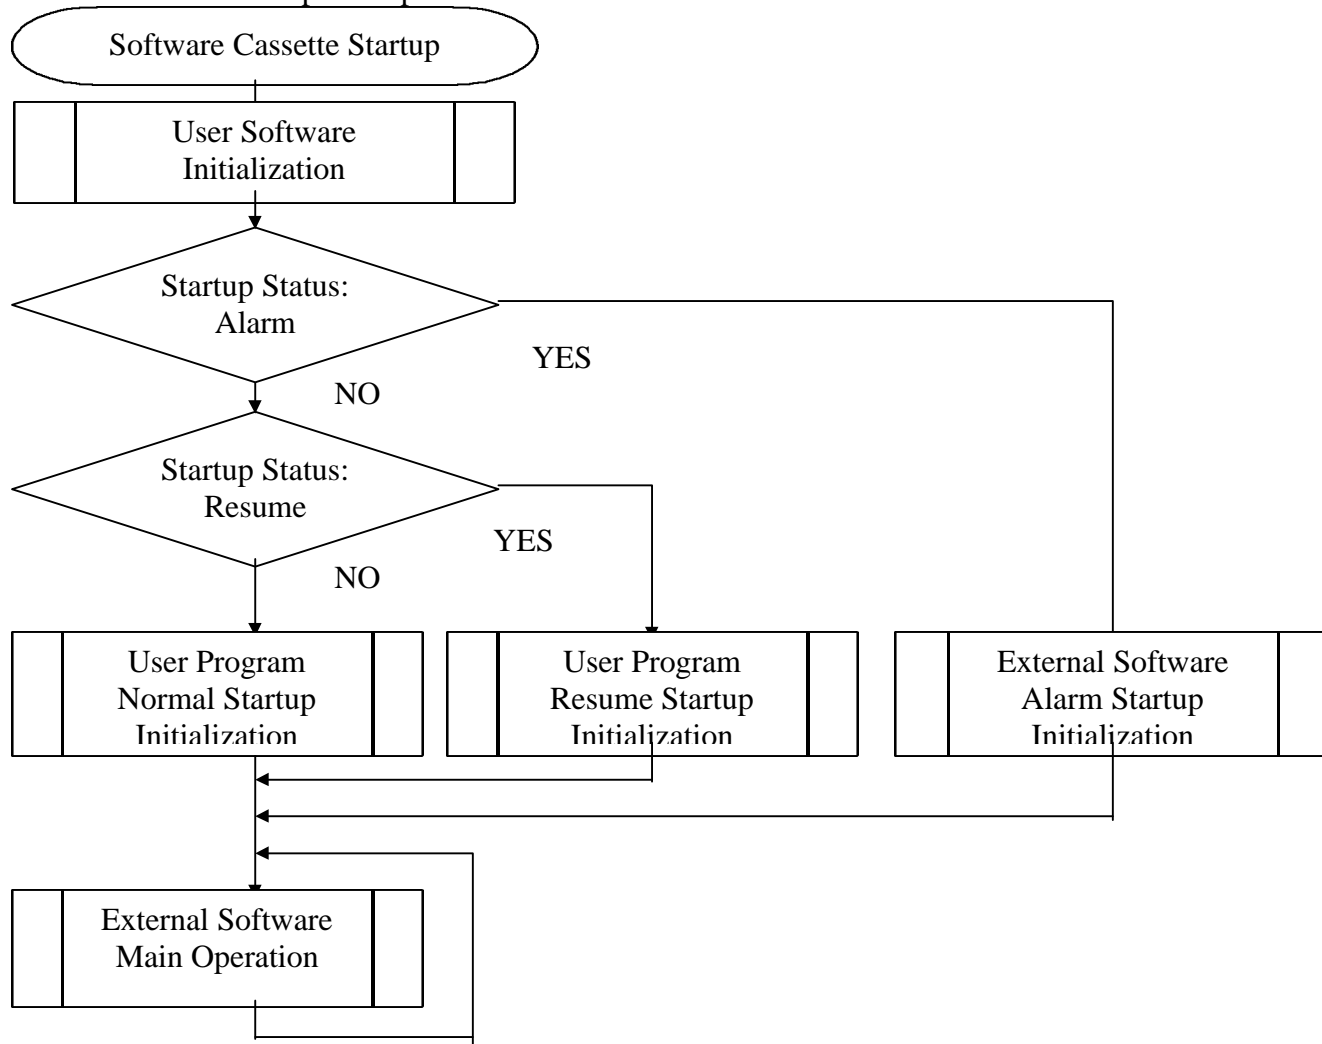 Software Cassette Startup
User Software
Initialization
Startup Status:
Alarm
YES
NO
Startup Status:
Resume
YES
NO
User Program
Normal Startup
Initialization
User Program
Resume Startup
Initialization
External Software
Alarm Startup
Initialization
External Software
Main Operation